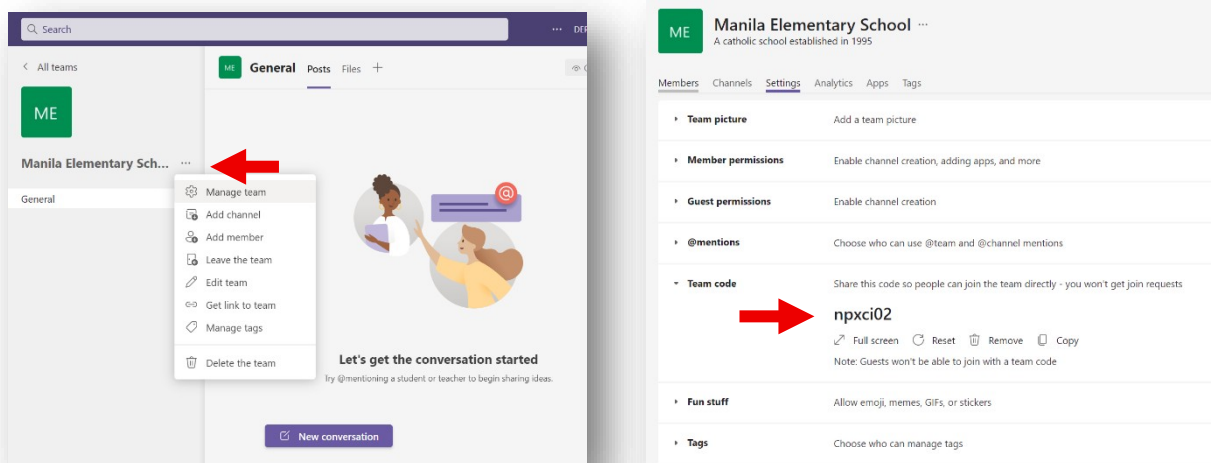 Search
... DEP
< All teams
ME
ME General Posts Files +
Manila Elementary Sch... ...
General
Manage team
Add channel
Add member
Leave the team
Edit team
Get link to team
Manage tags
Delete the team
@
Let's get the conversation started
Try @mentioning a student or teacher to begin sharing ideas.
New conversation
ME
Manila Elementary School ...
A catholic school established in 1995
Members Channels Settings Analytics Apps Tags
Team picture Add a team picture
Member permissions Enable channel creation, adding apps, and more
Guest permissions Enable channel creation
@mentions Choose who can use @team and @channel mentions
Team code Share this code so people can join the team directly - you won't get join requests
npxci02
Full screen Reset Remove Copy
Note: Guests won't be able to join with a team code
Fun stuff Allow emoji, memes, GIFs, or stickers
Tags Choose who can manage tags